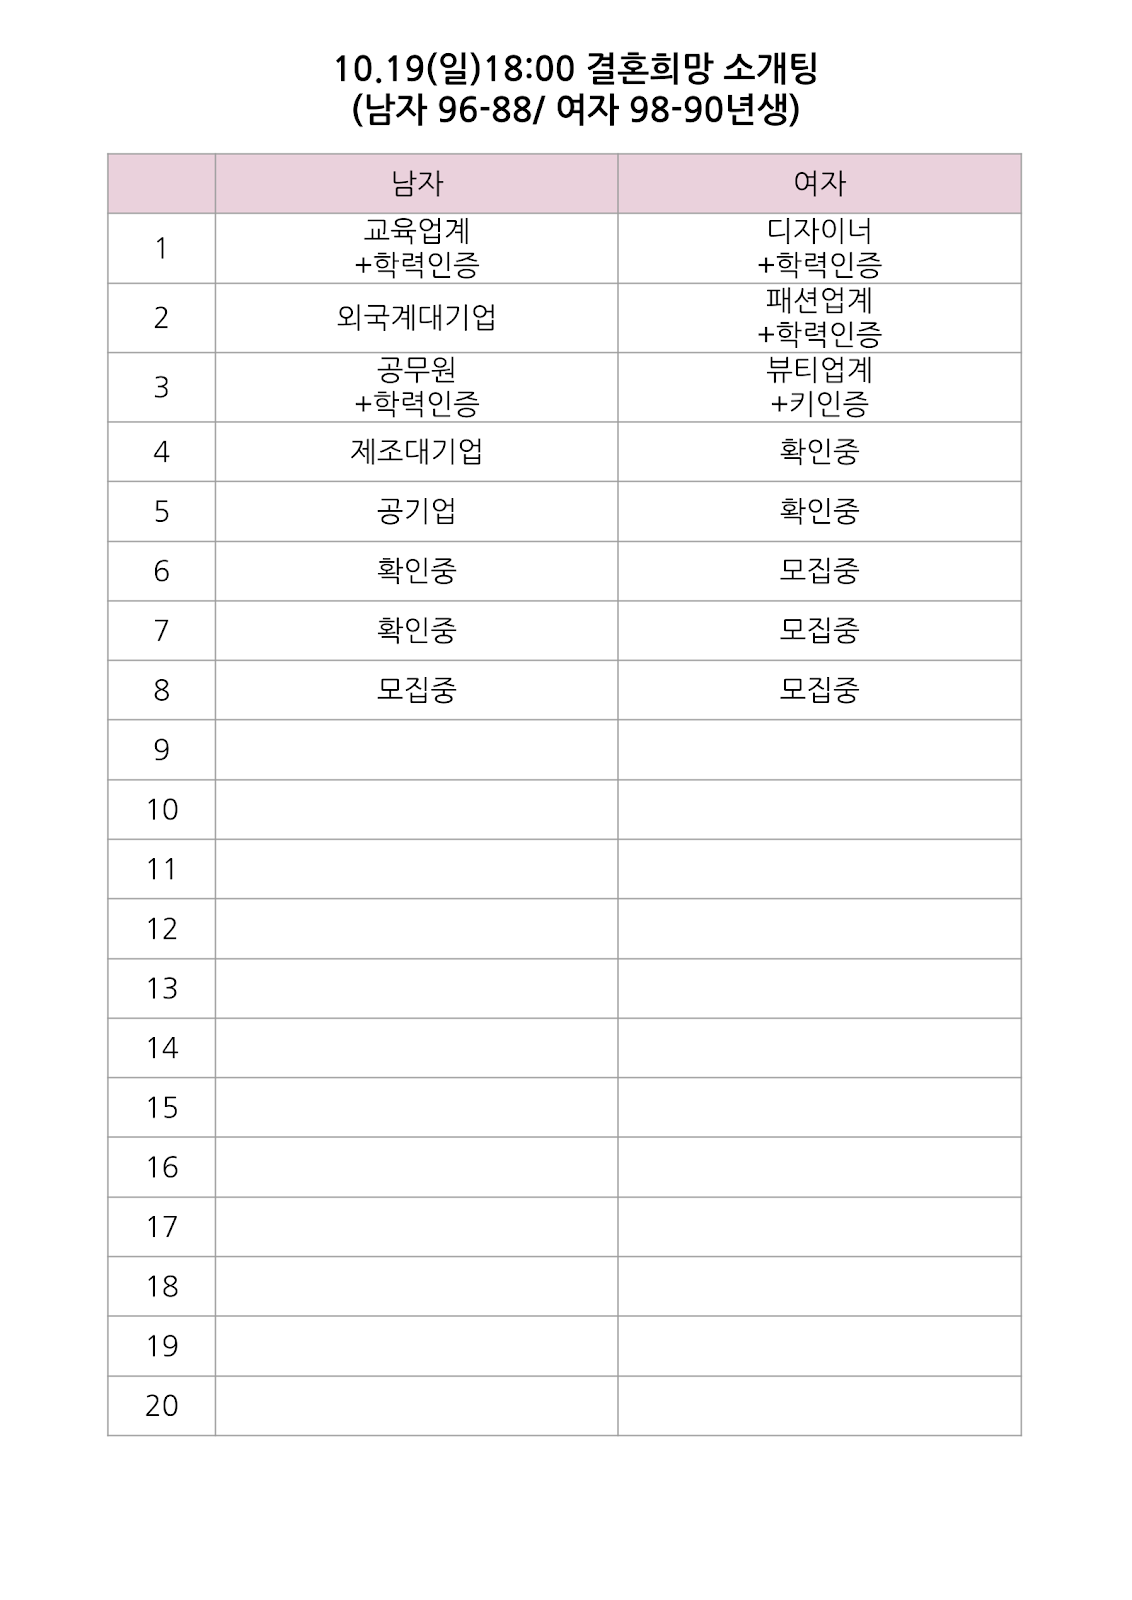 10.19(일)18:00 결혼희망 소개팅
(남자 96-88/ 여자 98-90년생)
남자 여자
1 교육업계 +학력인증 디자이너 +학력인증
2 외국계대기업 패션업계 +학력인증
3 공무원 +학력인증 뷰티업계 +키인증
4 제조대기업 확인중
5 공기업 확인중
6 확인중 모집중
7 확인중 모집중
8 모집중 모집중
9
10
11
12
13
14
15
16
17
18
19
20